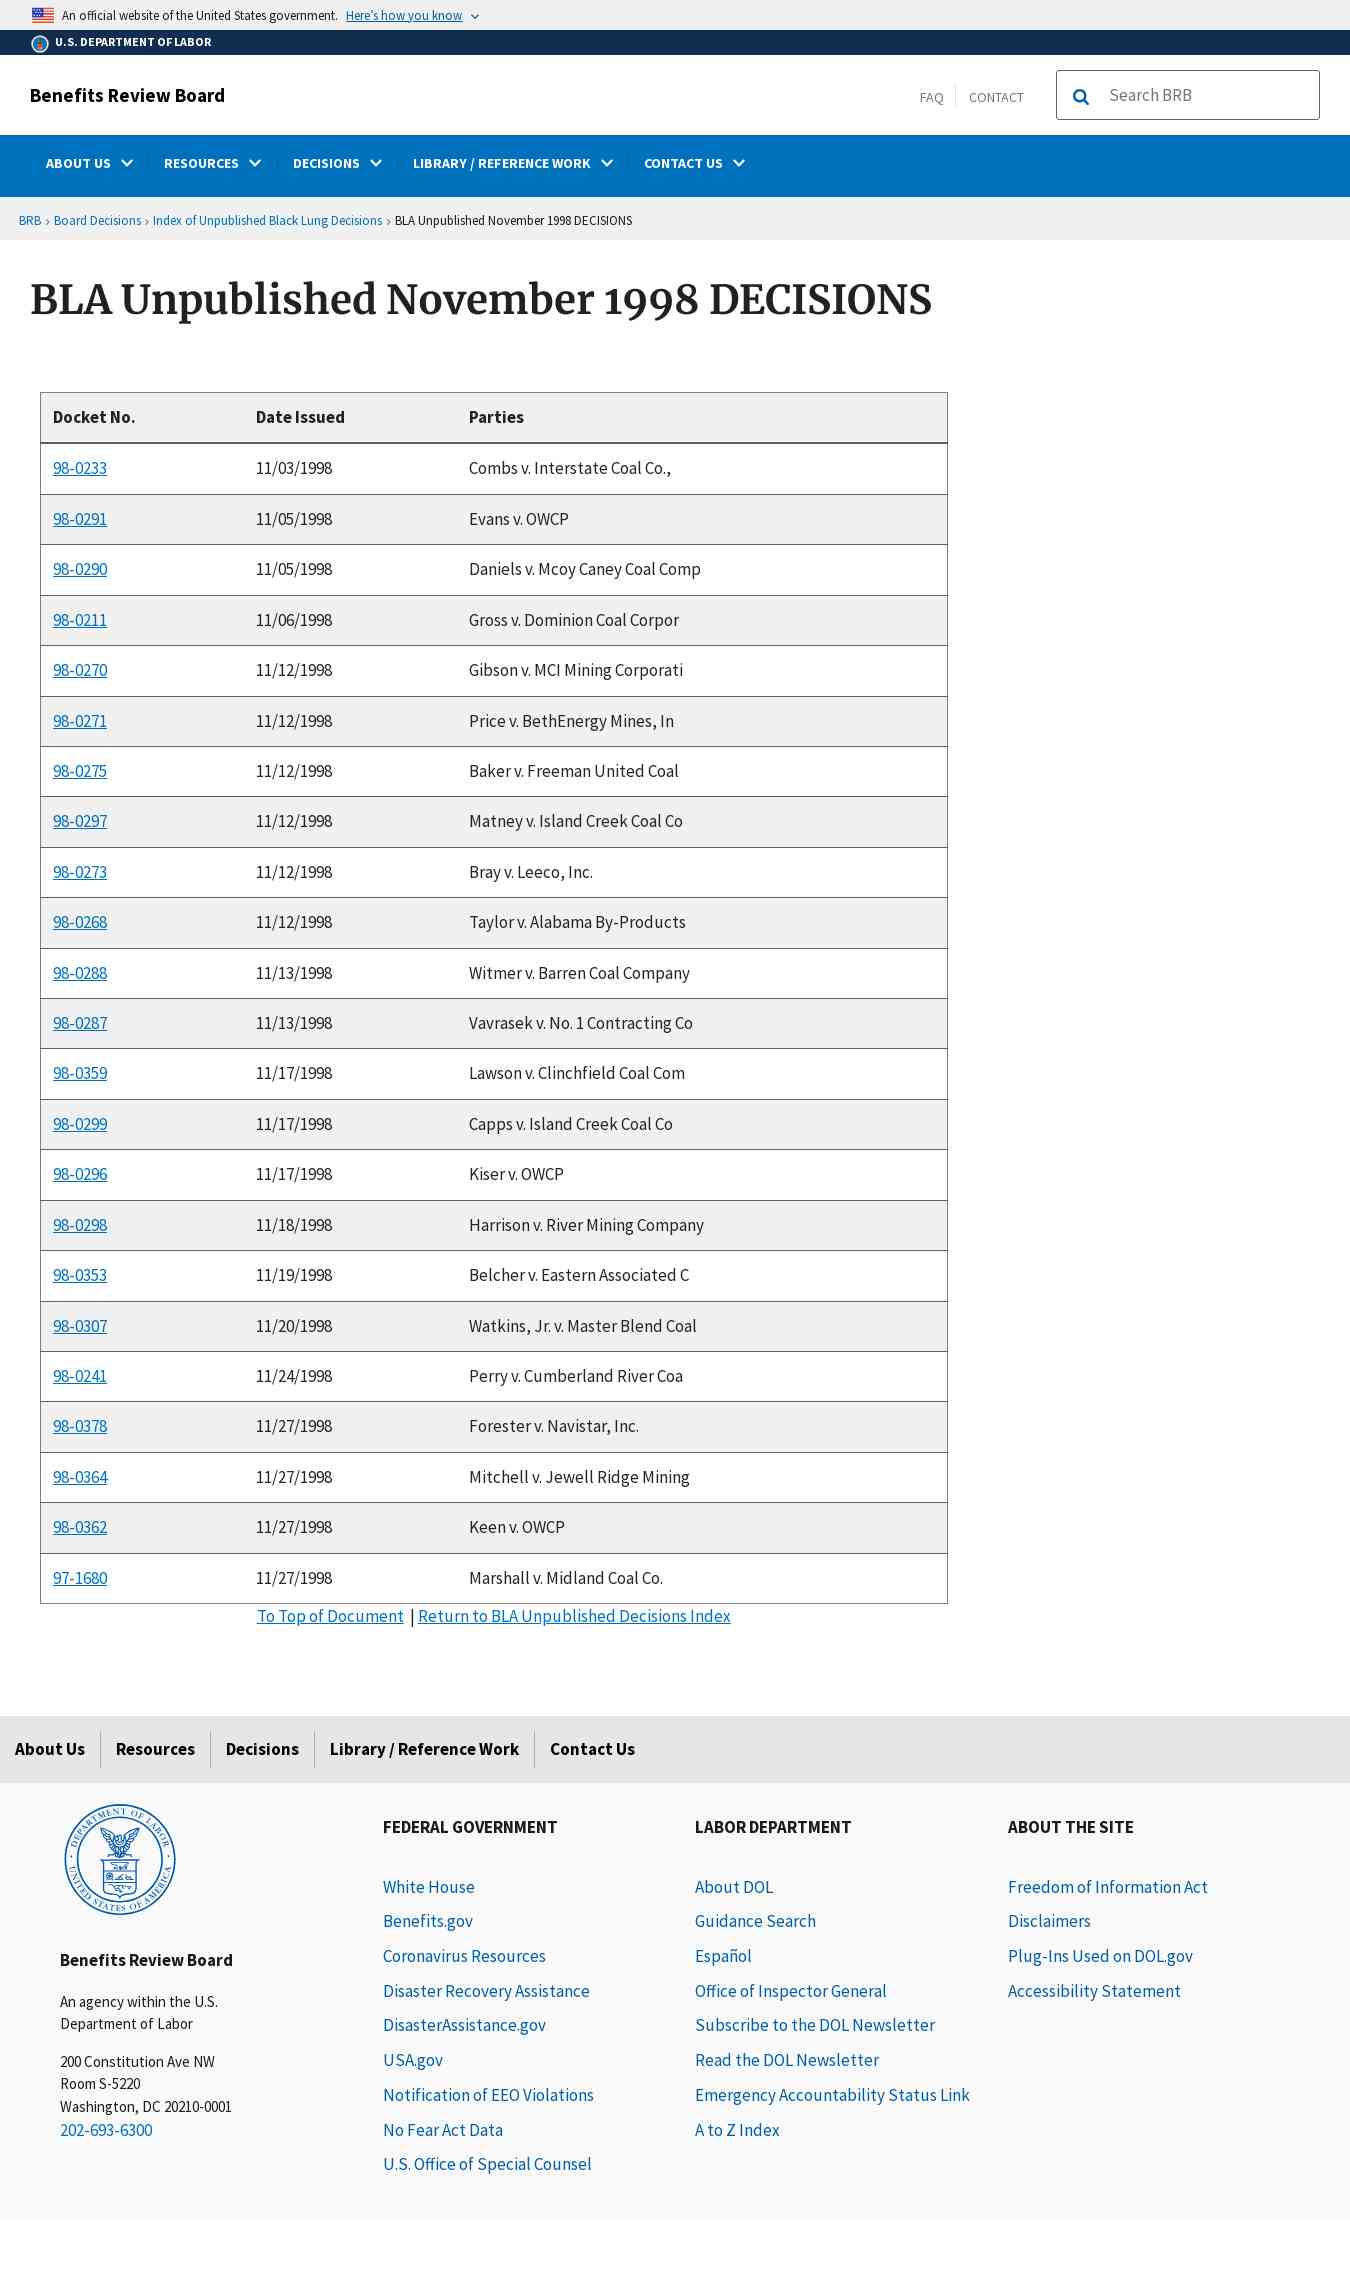 An official website of the United States government. Here's how you know
U.S. DEPARTMENT OF LABOR
Benefits Review Board
FAQ CONTACT Search BRB
ABOUT US RESOURCES DECISIONS LIBRARY / REFERENCE WORK CONTACT US
BRB › Board Decisions › Index of Unpublished Black Lung Decisions › BLA Unpublished November 1998 DECISIONS
BLA Unpublished November 1998 DECISIONS
Docket No. Date Issued Parties
98-0233 11/03/1998 Combs v. Interstate Coal Co.,
98-0291 11/05/1998 Evans v. OWCP
98-0290 11/05/1998 Daniels v. Mcoy Caney Coal Comp
98-0211 11/06/1998 Gross v. Dominion Coal Corpor
98-0270 11/12/1998 Gibson v. MCI Mining Corporati
98-0271 11/12/1998 Price v. BethEnergy Mines, In
98-0275 11/12/1998 Baker v. Freeman United Coal
98-0297 11/12/1998 Matney v. Island Creek Coal Co
98-0273 11/12/1998 Bray v. Leeco, Inc.
98-0268 11/12/1998 Taylor v. Alabama By-Products
98-0288 11/13/1998 Witmer v. Barren Coal Company
98-0287 11/13/1998 Vavrasek v. No. 1 Contracting Co
98-0359 11/17/1998 Lawson v. Clinchfield Coal Com
98-0299 11/17/1998 Capps v. Island Creek Coal Co
98-0296 11/17/1998 Kiser v. OWCP
98-0298 11/18/1998 Harrison v. River Mining Company
98-0353 11/19/1998 Belcher v. Eastern Associated C
98-0307 11/20/1998 Watkins, Jr. v. Master Blend Coal
98-0241 11/24/1998 Perry v. Cumberland River Coa
98-0378 11/27/1998 Forester v. Navistar, Inc.
98-0364 11/27/1998 Mitchell v. Jewell Ridge Mining
98-0362 11/27/1998 Keen v. OWCP
97-1680 11/27/1998 Marshall v. Midland Coal Co.
To Top of Document | Return to BLA Unpublished Decisions Index
About Us Resources Decisions Library / Reference Work Contact Us
DEPARTMENT OF LABOR
UNITED STATES OF AMERICA
Benefits Review Board
An agency within the U.S.
Department of Labor
200 Constitution Ave NW
Room S-5220
Washington, DC 20210-0001
202-693-6300
FEDERAL GOVERNMENT
White House
Benefits.gov
Coronavirus Resources
Disaster Recovery Assistance
DisasterAssistance.gov
USA.gov
Notification of EEO Violations
No Fear Act Data
U.S. Office of Special Counsel
LABOR DEPARTMENT
About DOL
Guidance Search
Español
Office of Inspector General
Subscribe to the DOL Newsletter
Read the DOL Newsletter
Emergency Accountability Status Link
A to Z Index
ABOUT THE SITE
Freedom of Information Act
Disclaimers
Plug-Ins Used on DOL.gov
Accessibility Statement